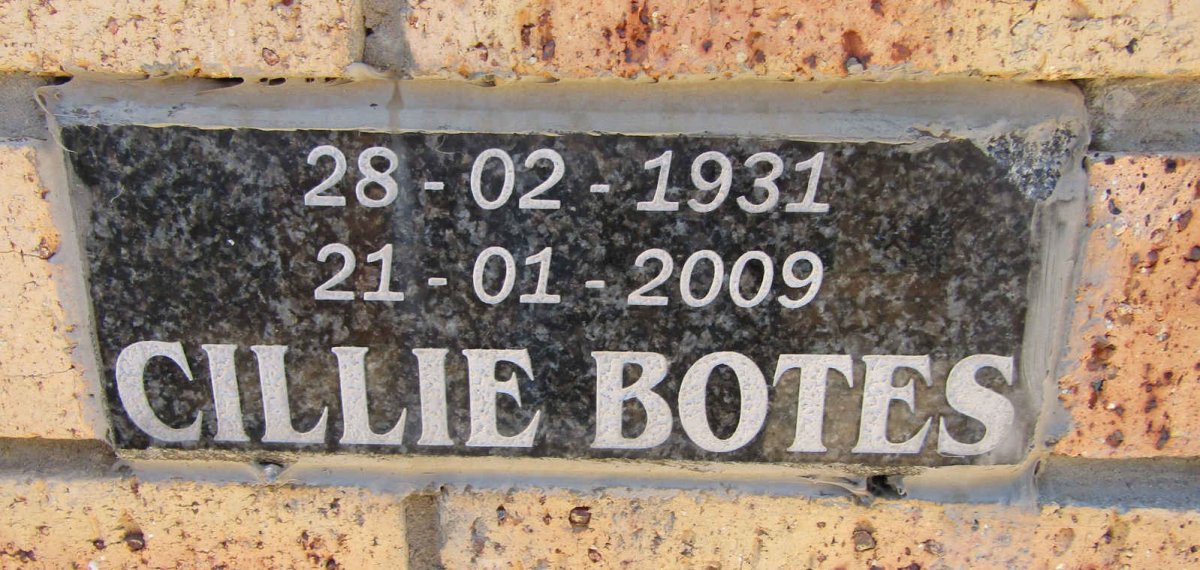 28 - 02 - 1931
21 - 01 - 2009
CILLIE BOTES